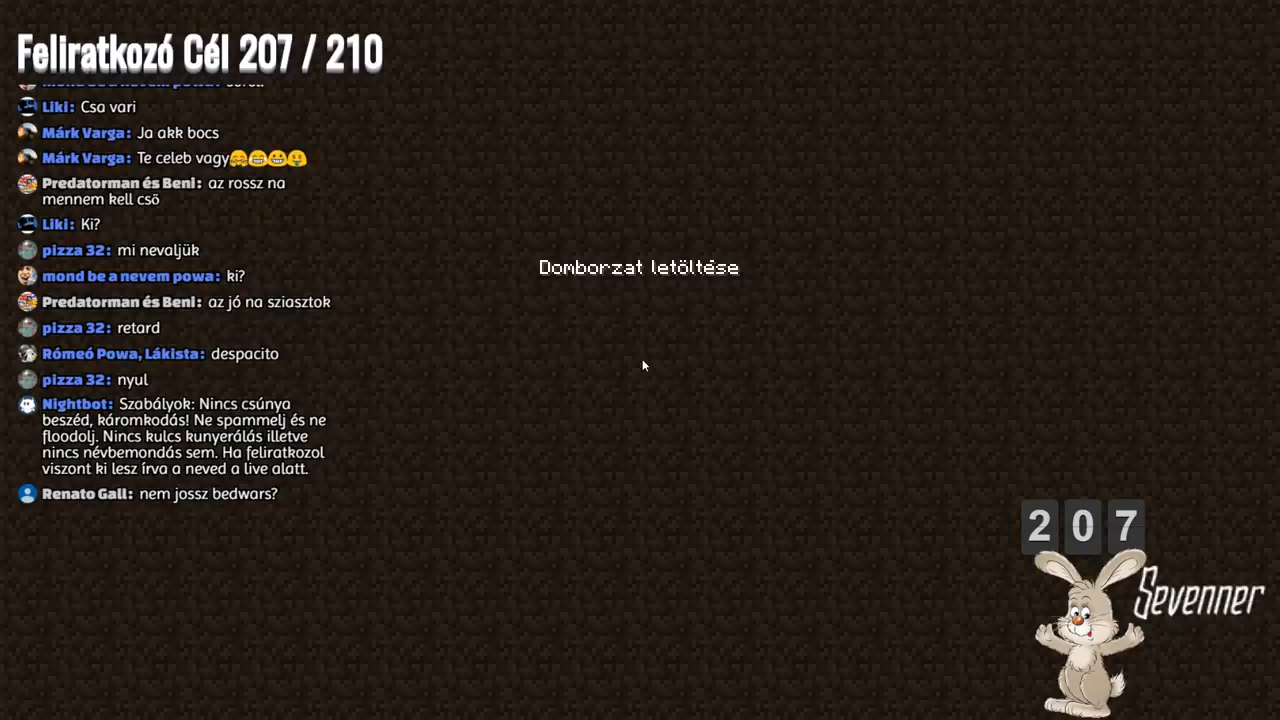 Feliratkozó Cél 207 / 210
Liki: Csa vari
Márk Varga: Ja akk bocs
Márk Varga: Te celeb vagy🤗😁😀🤑
Predatorman és Beni: az rossz na
mennem kell cső
Liki: Ki?
pizza 32: mi nevaljük
mond be a nevem powa: ki?
Predatorman és Beni: az jó na sziasztok
pizza 32: retard
Rómeó Powa, Lákista: despacito
pizza 32: nyul
Nightbot: Szabályok: Nincs csúnya
beszéd, káromkodás! Ne spammelj és ne
floodolj. Nincs kulcs kunyerálás illetve
nincs névbemondás sem. Ha feliratkozol
viszont ki lesz írva a neved a live alatt.
Renato Gall: nem jossz bedwars?
Domborzat letöltése
207
Sevenner